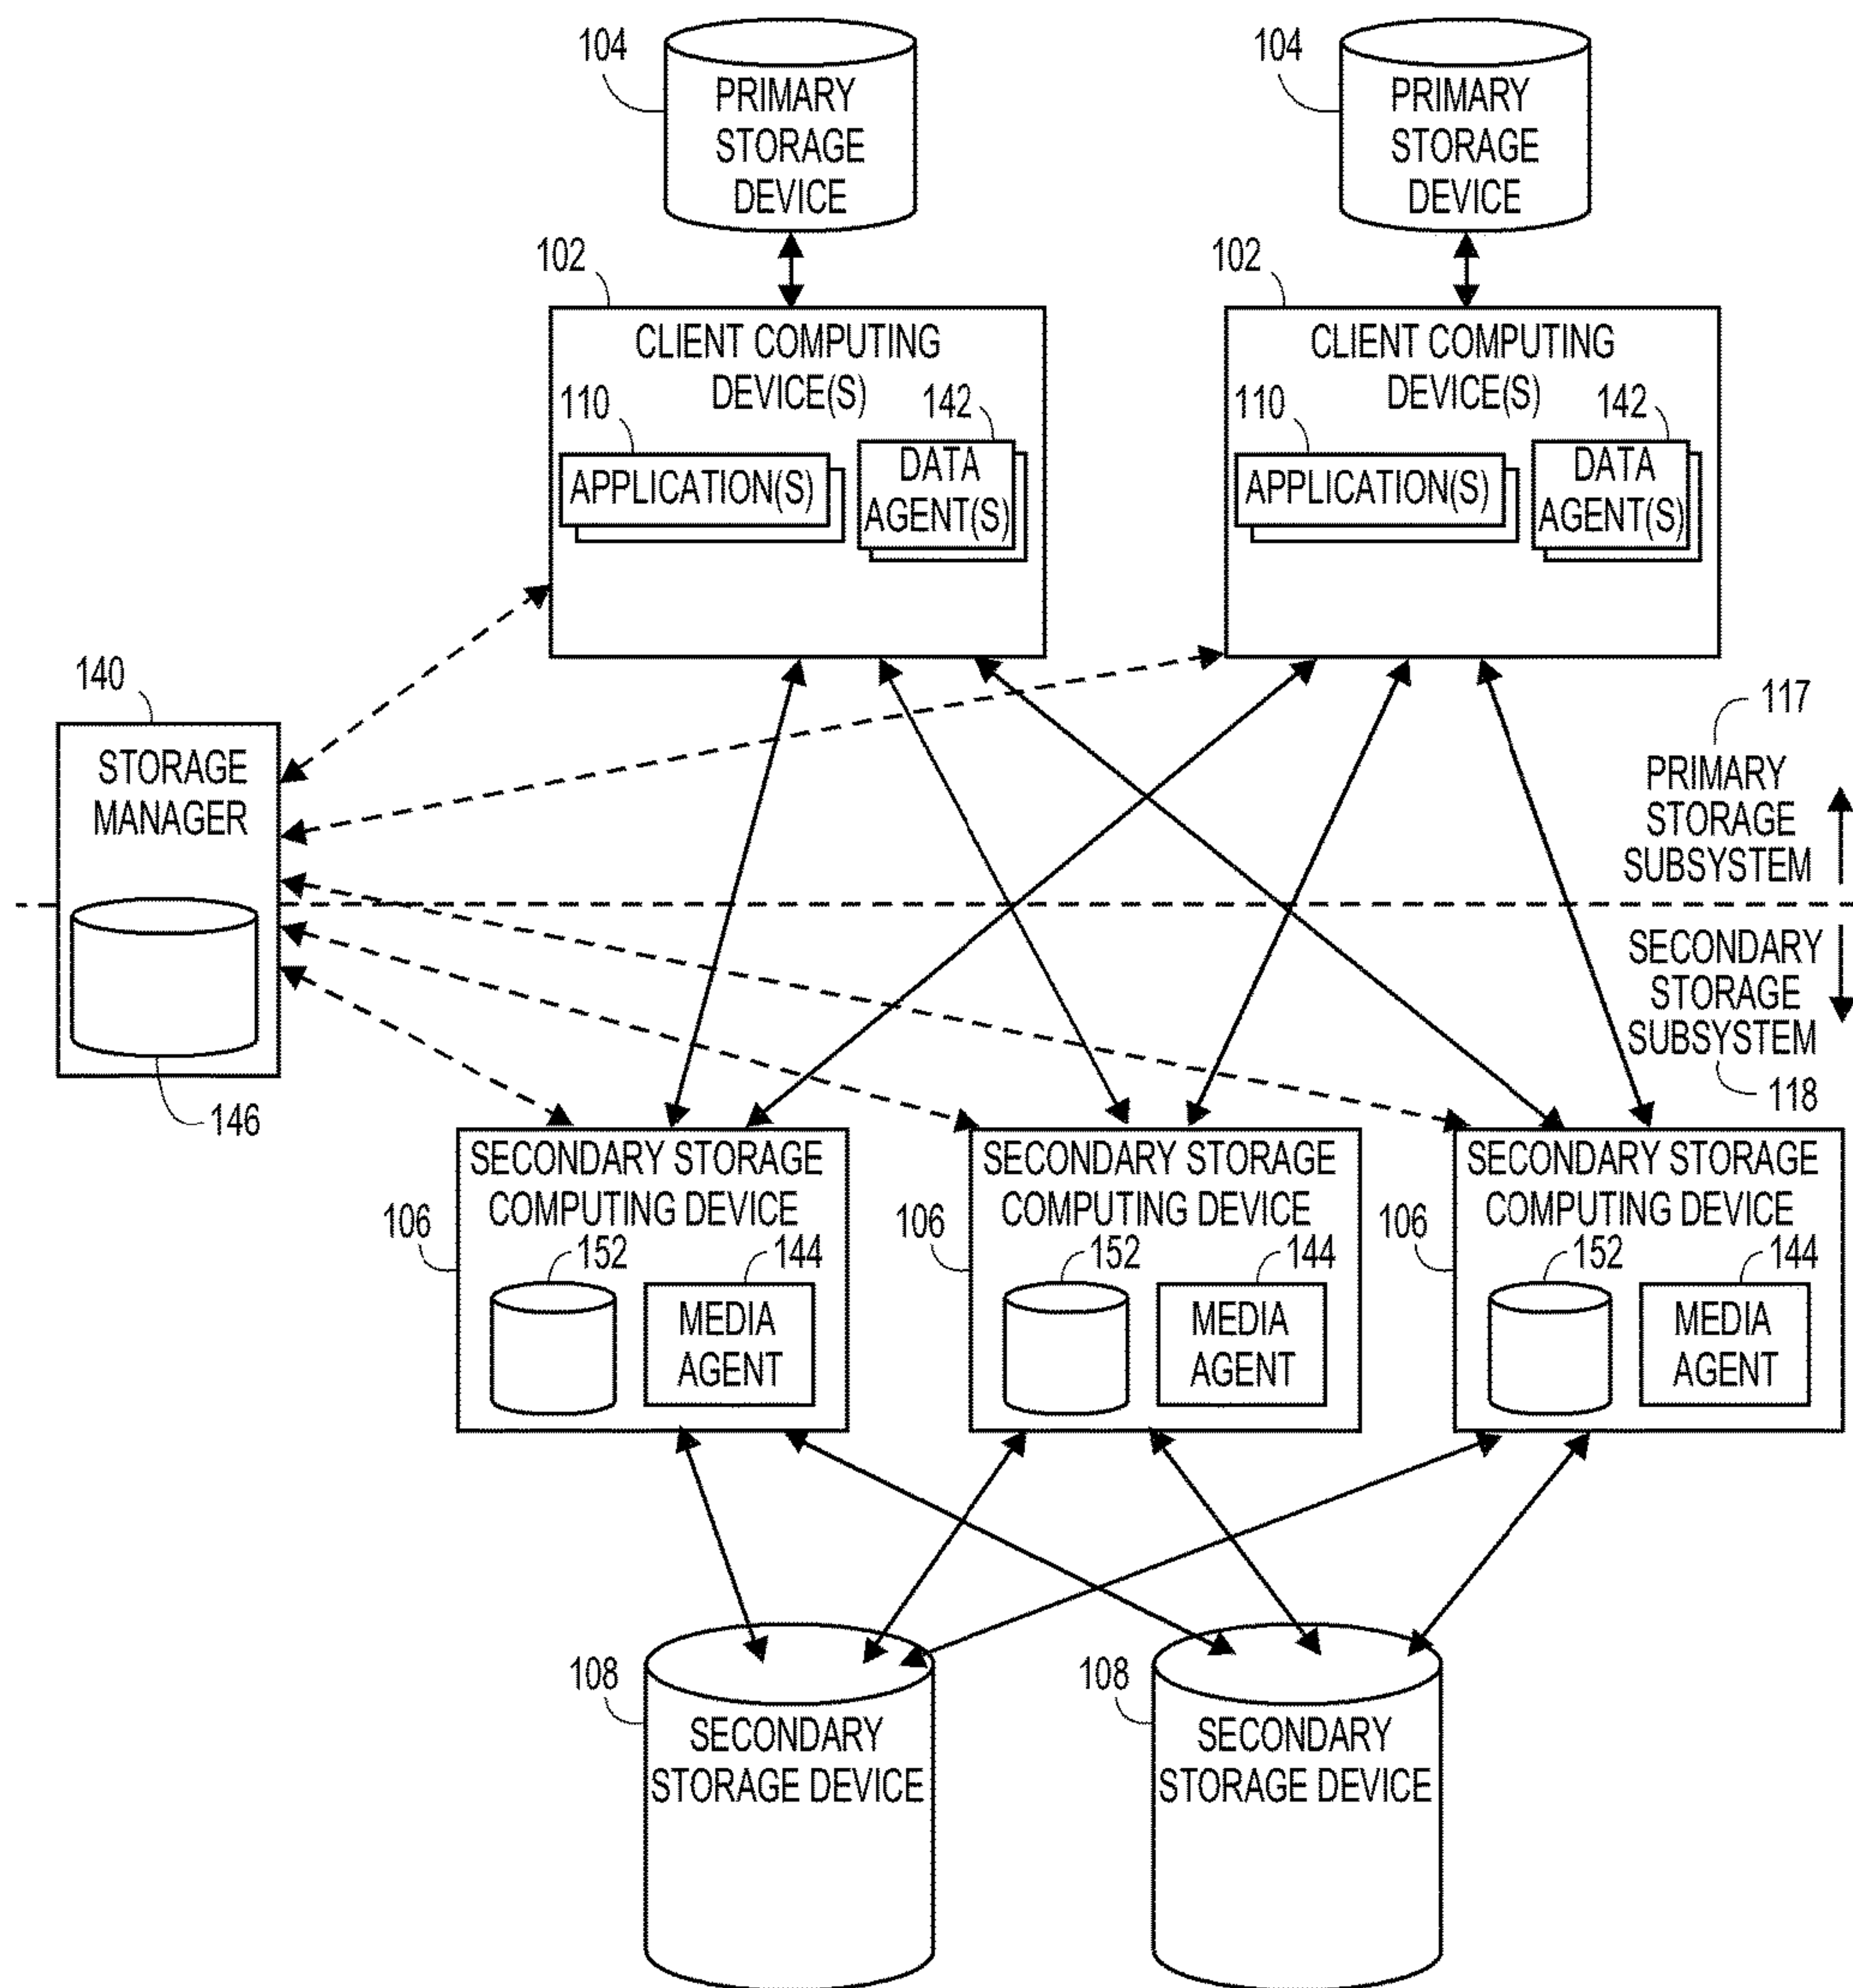 104
PRIMARY
STORAGE
DEVICE
104
PRIMARY
STORAGE
DEVICE
102
CLIENT COMPUTING
DEVICE(S)
110
142
APPLICATION(S)
DATA
AGENT(S)
102
CLIENT COMPUTING
DEVICE(S)
110
142
APPLICATION(S)
DATA
AGENT(S)
140
STORAGE
MANAGER
146
117
PRIMARY
STORAGE
SUBSYSTEM
SECONDARY
STORAGE
SUBSYSTEM
118
106
SECONDARY STORAGE
COMPUTING DEVICE
152
144
MEDIA
AGENT
106
SECONDARY STORAGE
COMPUTING DEVICE
152
144
MEDIA
AGENT
106
SECONDARY STORAGE
COMPUTING DEVICE
152
144
MEDIA
AGENT
108
SECONDARY
STORAGE DEVICE
108
SECONDARY
STORAGE DEVICE